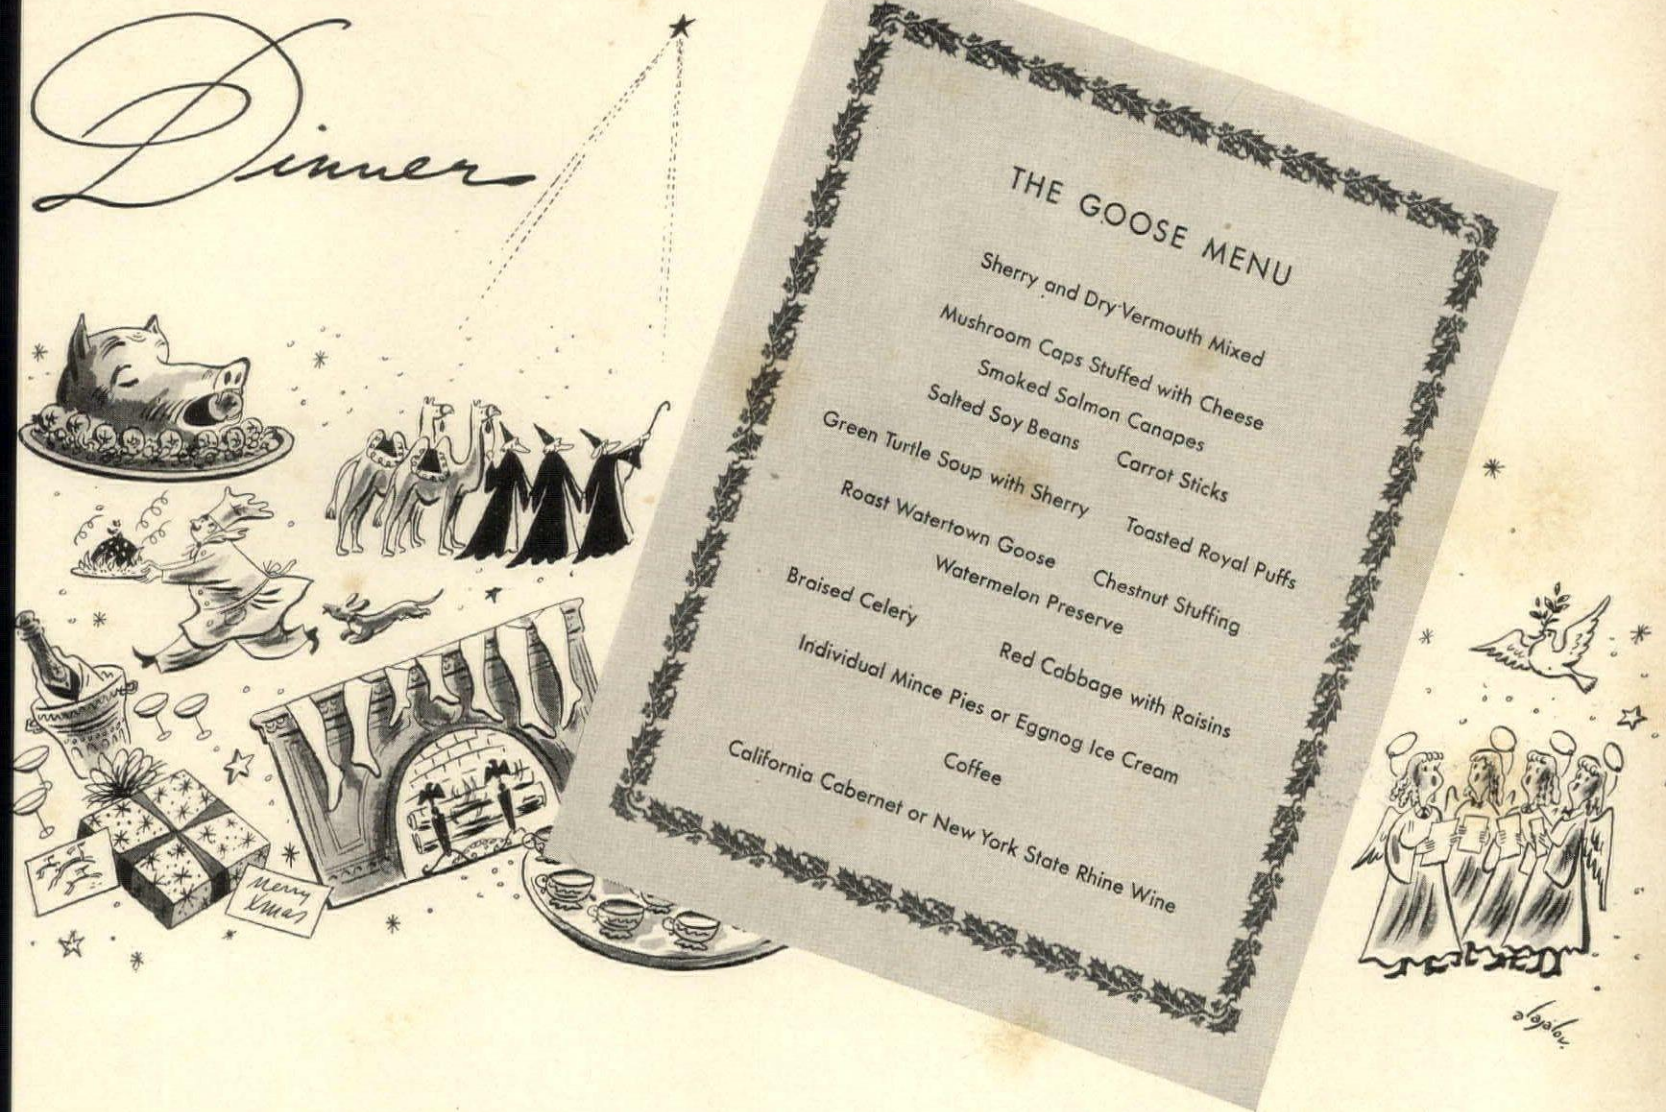 Dinner
THE GOOSE MENU
Sherry and Dry Vermouth Mixed
Mushroom Caps Stuffed with Cheese
Smoked Salmon Canapes
Salted Soy Beans Carrot Sticks
Green Turtle Soup with Sherry Toasted Royal Puffs
Roast Watertown Goose Chestnut Stuffing
Watermelon Preserve
Braised Celery Red Cabbage with Raisins
Individual Mince Pies or Eggnog Ice Cream
Coffee
California Cabernet or New York State Rhine Wine
Merry
Xmas
alajalov.